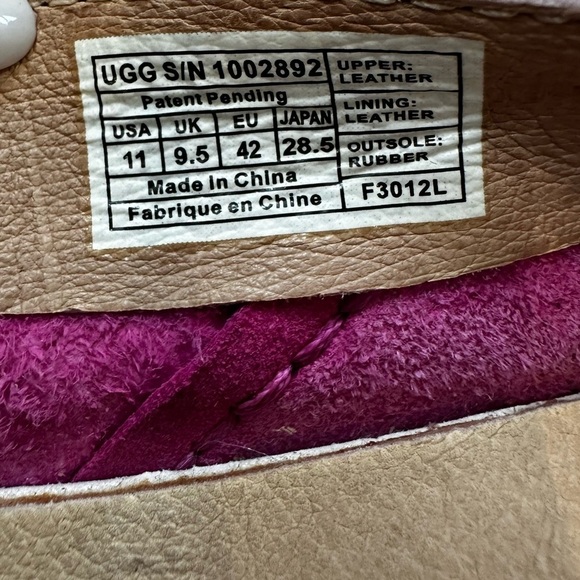 UGG S/N 1002892
Patent Pending
USA UK EU JAPAN
11 9.5 42 28.5
Made in China
Fabrique en Chine
UPPER:
LEATHER
LINING:
LEATHER
OUTSOLE:
RUBBER
F3012L